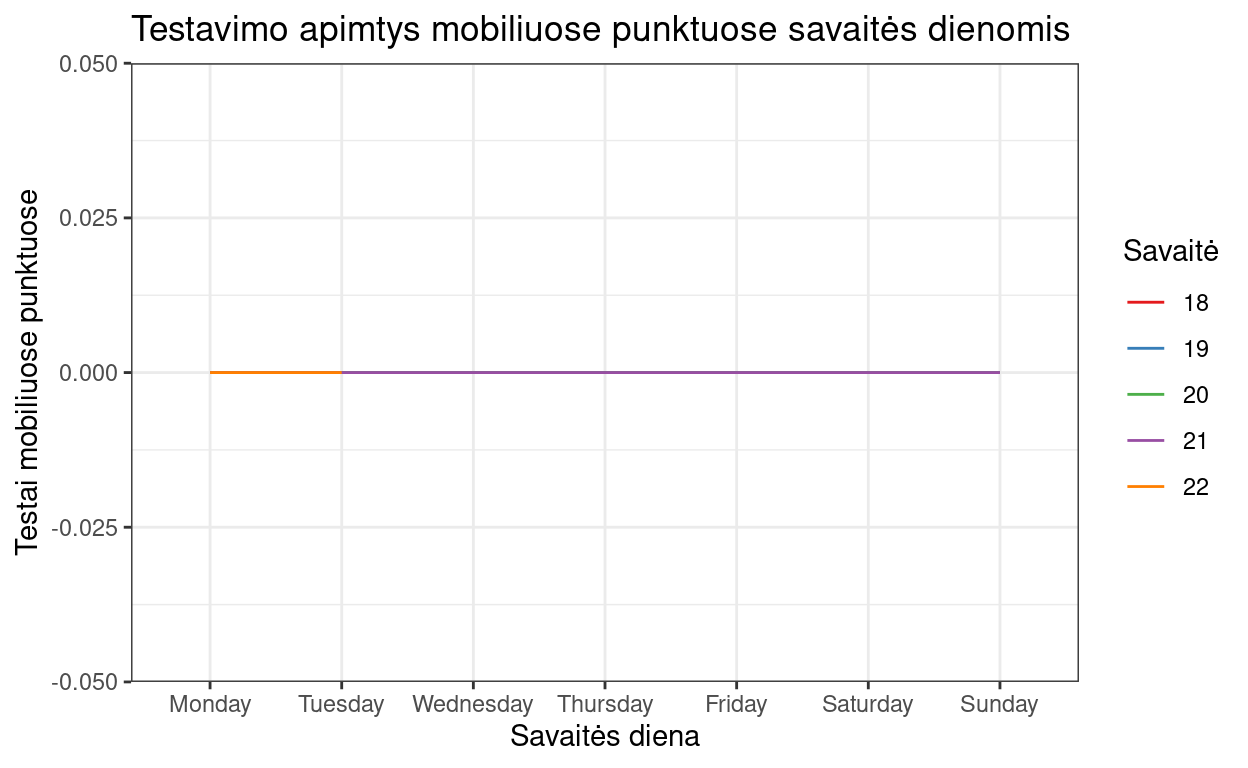 Testavimo apimtys mobiliuose punktuose savaitės dienomis
Testai mobiliuose punktuose
0.050
0.025
0.000
-0.025
-0.050
Monday Tuesday Wednesday Thursday Friday Saturday Sunday
Savaitės diena
Savaitė
18
19
20
21
22